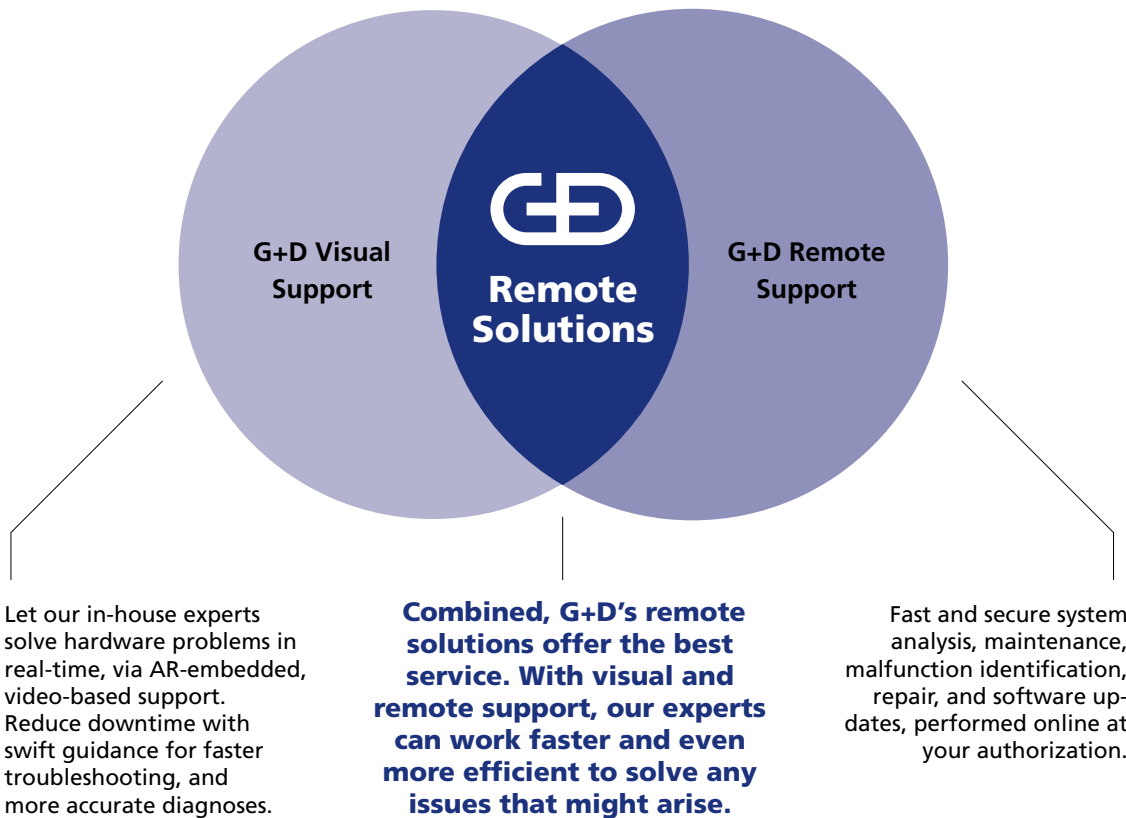 G+D Visual
Support
G+D
Remote
Solutions
G+D Remote
Support
Let our in-house experts
solve hardware problems in
real-time, via AR-embedded,
video-based support.
Reduce downtime with
swift guidance for faster
troubleshooting, and
more accurate diagnoses.
Combined, G+D’s remote
solutions offer the best
service. With visual and
remote support, our experts
can work faster and even
more efficient to solve any
issues that might arise.
Fast and secure system
analysis, maintenance,
malfunction identification,
repair, and software up-
dates, performed online at
your authorization.